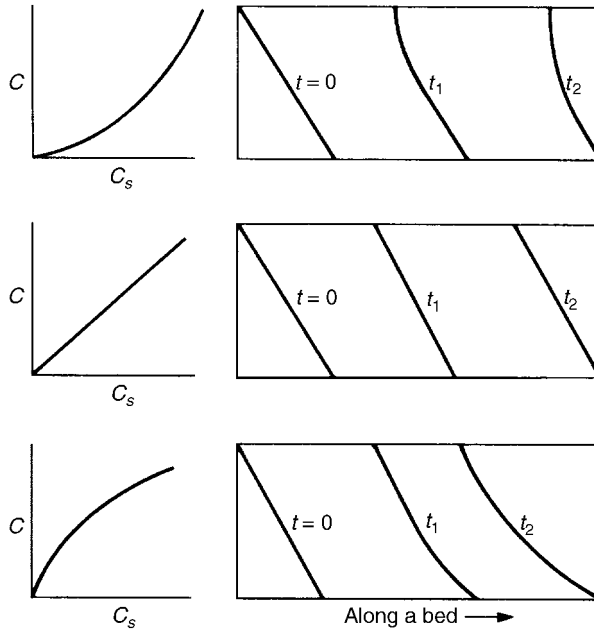 C
C_s
t = 0
t_1
t_2
C
C_s
t = 0
t_1
t_2
C
C_s
t = 0
t_1
t_2
Along a bed →